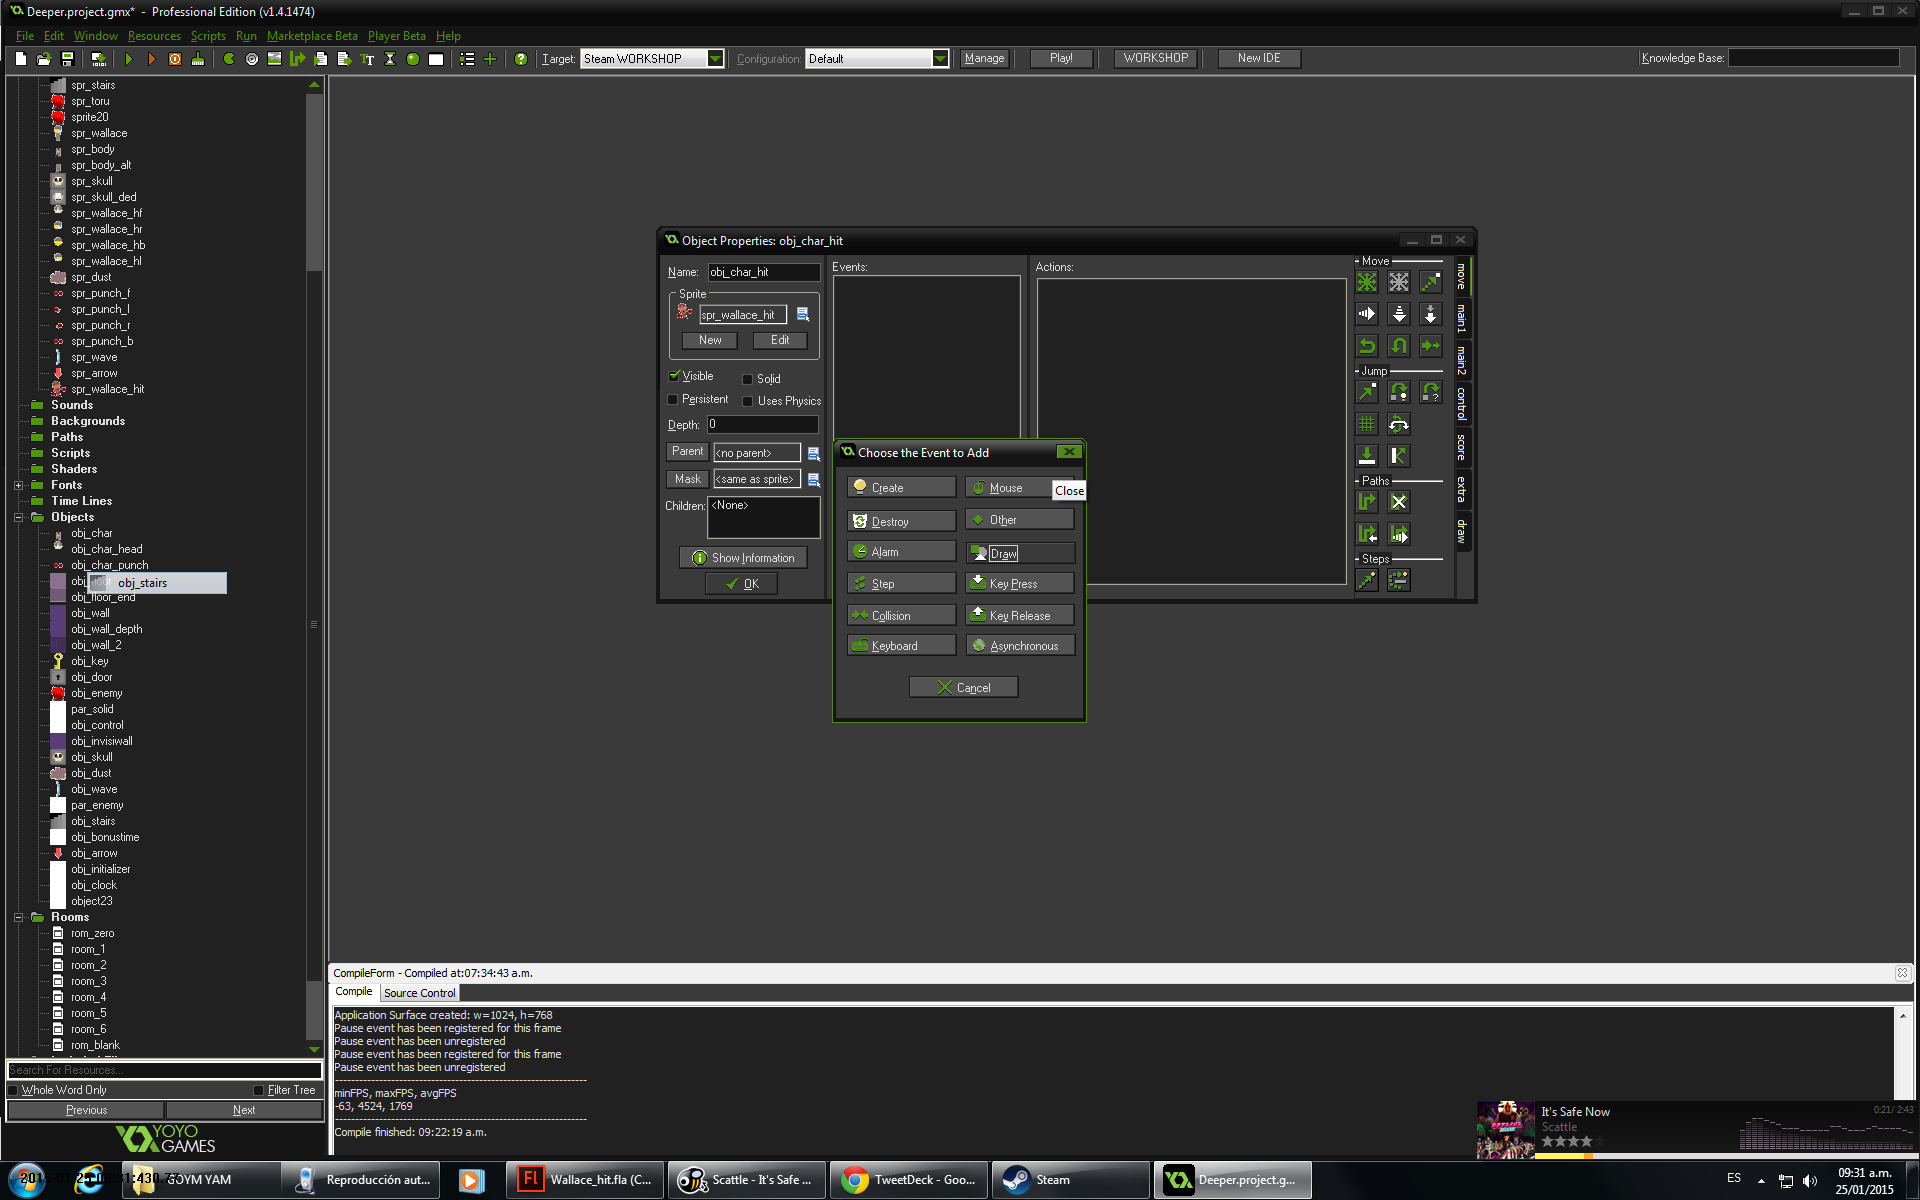 Deeper.project.gmx* - Professional Edition (v1.4.1474)
File Edit Window Resources Scripts Run Marketplace Beta Player Beta Help
Target: Steam WORKSHOP Configuration: Default Manage Play! WORKSHOP New IDE Knowledge Base:
spr_stairs
spr_toru
sprite20
spr_wallace
spr_body
spr_body_alt
spr_skull
spr_skull_ded
spr_wallace_hf
spr_wallace_hr
spr_wallace_hb
spr_wallace_hl
spr_dust
spr_punch_f
spr_punch_l
spr_punch_r
spr_punch_b
spr_wave
spr_arrow
spr_wallace_hit
Sounds
Backgrounds
Paths
Scripts
Shaders
Fonts
Time Lines
Objects
obj_char
obj_char_head
obj_char_punch
obj_stairs
obj_floor_end
obj_wall
obj_wall_depth
obj_wall_2
obj_key
obj_door
obj_enemy
par_solid
obj_control
obj_invisiwall
obj_skull
obj_dust
obj_wave
par_enemy
obj_stairs
obj_bonustime
obj_arrow
obj_initializer
obj_clock
object23
Rooms
rom_zero
room_1
room_2
room_3
room_4
room_5
room_6
rom_blank
Search For Resources...
Whole Word Only Filter Tree
Previous Next
YOYO
GAMES
Object Properties: obj_char_hit
Name: obj_char_hit
Sprite
spr_wallace_hit
New Edit
Visible Solid
Persistent Uses Physics
Depth: 0
Parent <no parent>
Mask <same as sprite>
Children: <None>
Show Information
OK
Events:
Actions:
Move
Jump
Paths
Steps
move
main1
main2
control
score
extra
draw
Choose the Event to Add
Create Mouse
Close
Destroy Other
Alarm Draw
Step Key Press
Collision Key Release
Keyboard Asynchronous
Cancel
CompileForm - Compiled at:07:34:43 a.m.
Compile Source Control
Application Surface created: w=1024, h=768
Pause event has been registered for this frame
Pause event has been unregistered
Pause event has been registered for this frame
Pause event has been unregistered
minFPS, maxFPS, avgFPS
-63, 4524, 1769
Compile finished: 09:22:19 a.m.
It's Safe Now 0:21/ 2:43
Scattle
GOYM YAM
Reproducción aut...
Wallace_hit.fla (C...
Scattle - It's Safe ...
TweetDeck - Goo...
Steam
Deeper.project.g...
ES
09:31 a.m.
25/01/2015